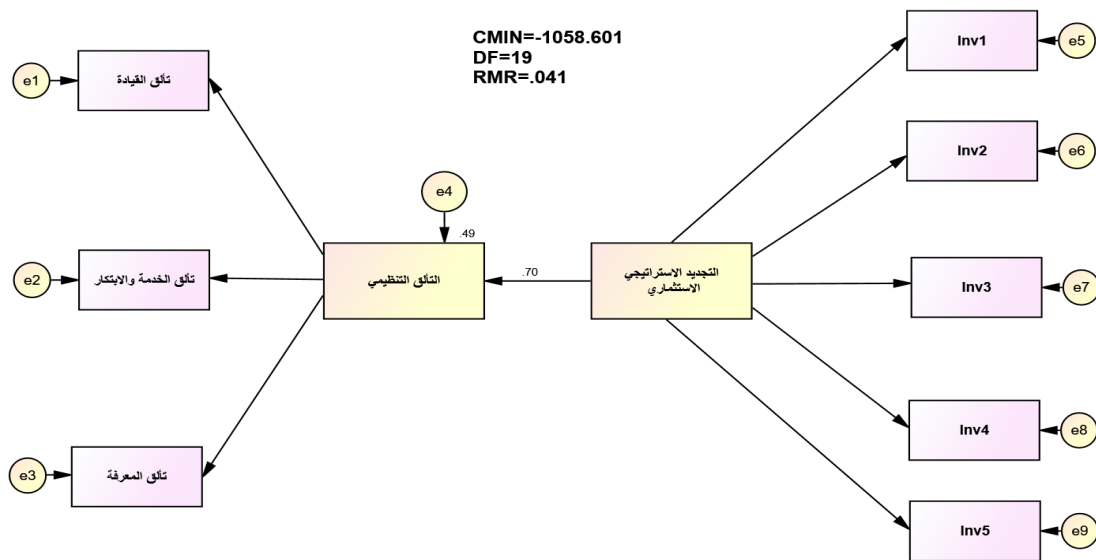 CMIN=-1058.601
DF=19
RMR=.041
e1
تألق القيادة
e2
تألق الخدمة والابتكار
e3
تألق المعرفة
e4
.49
التألق التنظيمي
.70
التجديد الاستراتيجي
الاستثماري
Inv1
e5
Inv2
e6
Inv3
e7
Inv4
e8
Inv5
e9